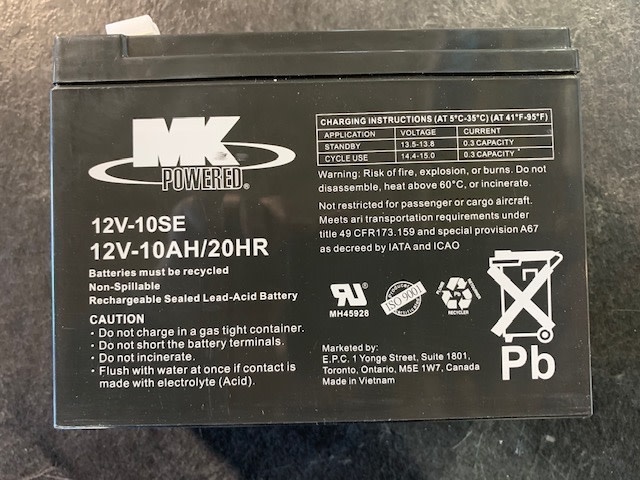 MK
POWERED®
12V-10SE
12V-10AH/20HR
Batteries must be recycled
Non-Spillable
Rechargeable Sealed Lead-Acid Battery
CAUTION
· Do not charge in a gas tight container.
· Do not short the battery terminals.
· Do not incinerate.
· Flush with water at once if contact is
made with electrolyte (Acid).
CHARGING INSTRUCTIONS (AT 5°C-35°C) (AT 41°F-95°F)
APPLICATION VOLTAGE CURRENT
STANDBY 13.5-13.8 0.3 CAPACITY
CYCLE USE 14.4-15.0 0.3 CAPACITY
Warning: Risk of fire, explosion, or burns. Do not
disassemble, heat above 60°C, or incinerate.
Not restricted for passenger or cargo aircraft.
Meets ari transportation requirements under
title 49 CFR173.159 and special provision A67
as decreed by IATA and ICAO
RU
MH45928
Producer
ISO 9001
Pb
RECYCLER
Pb
Marketed by:
E.P.C. 1 Yonge Street, Suite 1801,
Toronto, Ontario, M5E 1W7, Canada
Made in Vietnam